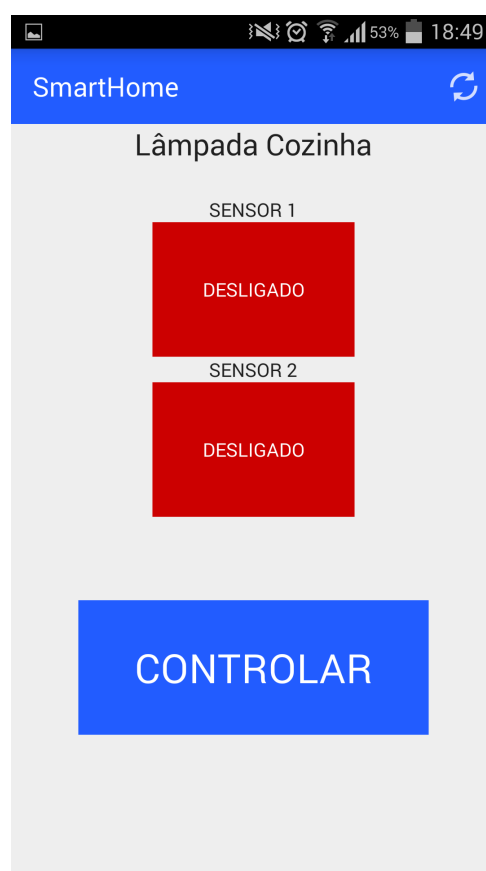 53% 18:49
SmartHome
Lâmpada Cozinha
SENSOR 1
DESLIGADO
SENSOR 2
DESLIGADO
CONTROLAR